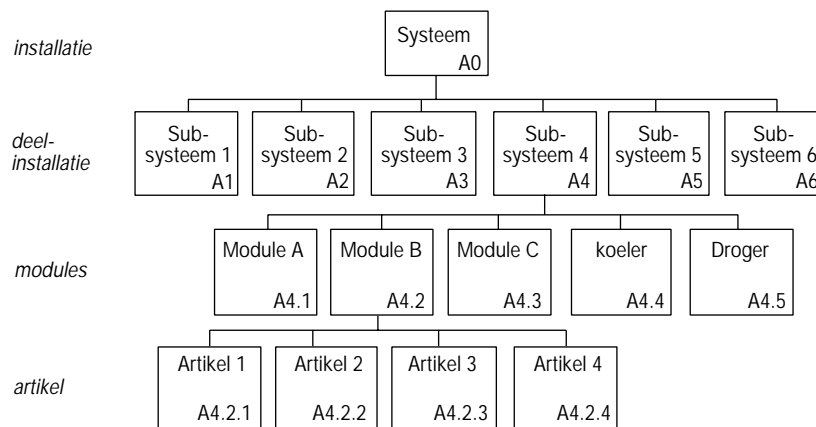 installatie
Systeem
A0
deel-
installatie
Sub-
systeem 1
A1
Sub-
systeem 2
A2
Sub-
systeem 3
A3
Sub-
systeem 4
A4
Sub-
systeem 5
A5
Sub-
systeem 6
A6
modules
Module A
A4.1
Module B
A4.2
Module C
A4.3
koeler
A4.4
Droger
A4.5
artikel
Artikel 1
A4.2.1
Artikel 2
A4.2.2
Artikel 3
A4.2.3
Artikel 4
A4.2.4